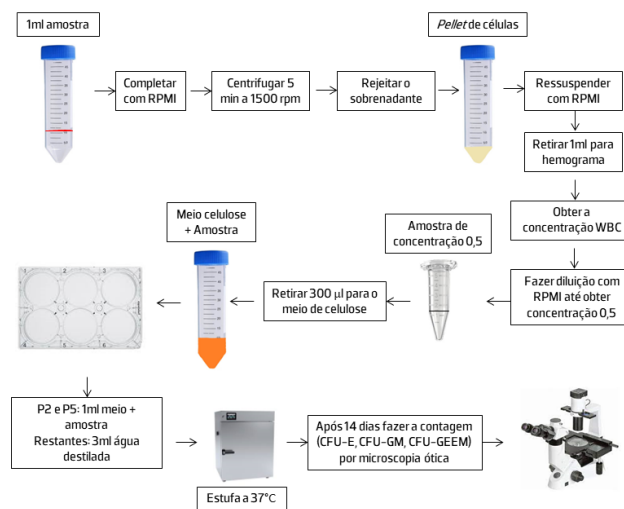 1ml amostra
Completar
com RPMI
Centrifugar 5
min a 1500 rpm
Rejeitar o
sobrenadante
Pellet de células
Ressuspender
com RPMI
Retirar 1ml para
hemograma
Obter a
concentração WBC
Fazer diluição com
RPMI até obter
concentração 0,5
Amostra de
concentração 0,5
Retirar 300 µl para o
meio de celulose
Meio celulose
+ Amostra
P2 e P5: 1ml meio +
amostra
Restantes: 3ml água
destilada
Estufa a 37°C
Após 14 dias fazer a contagem
(CFU-E, CFU-GM, CFU-GEEM)
por microscopia ótica